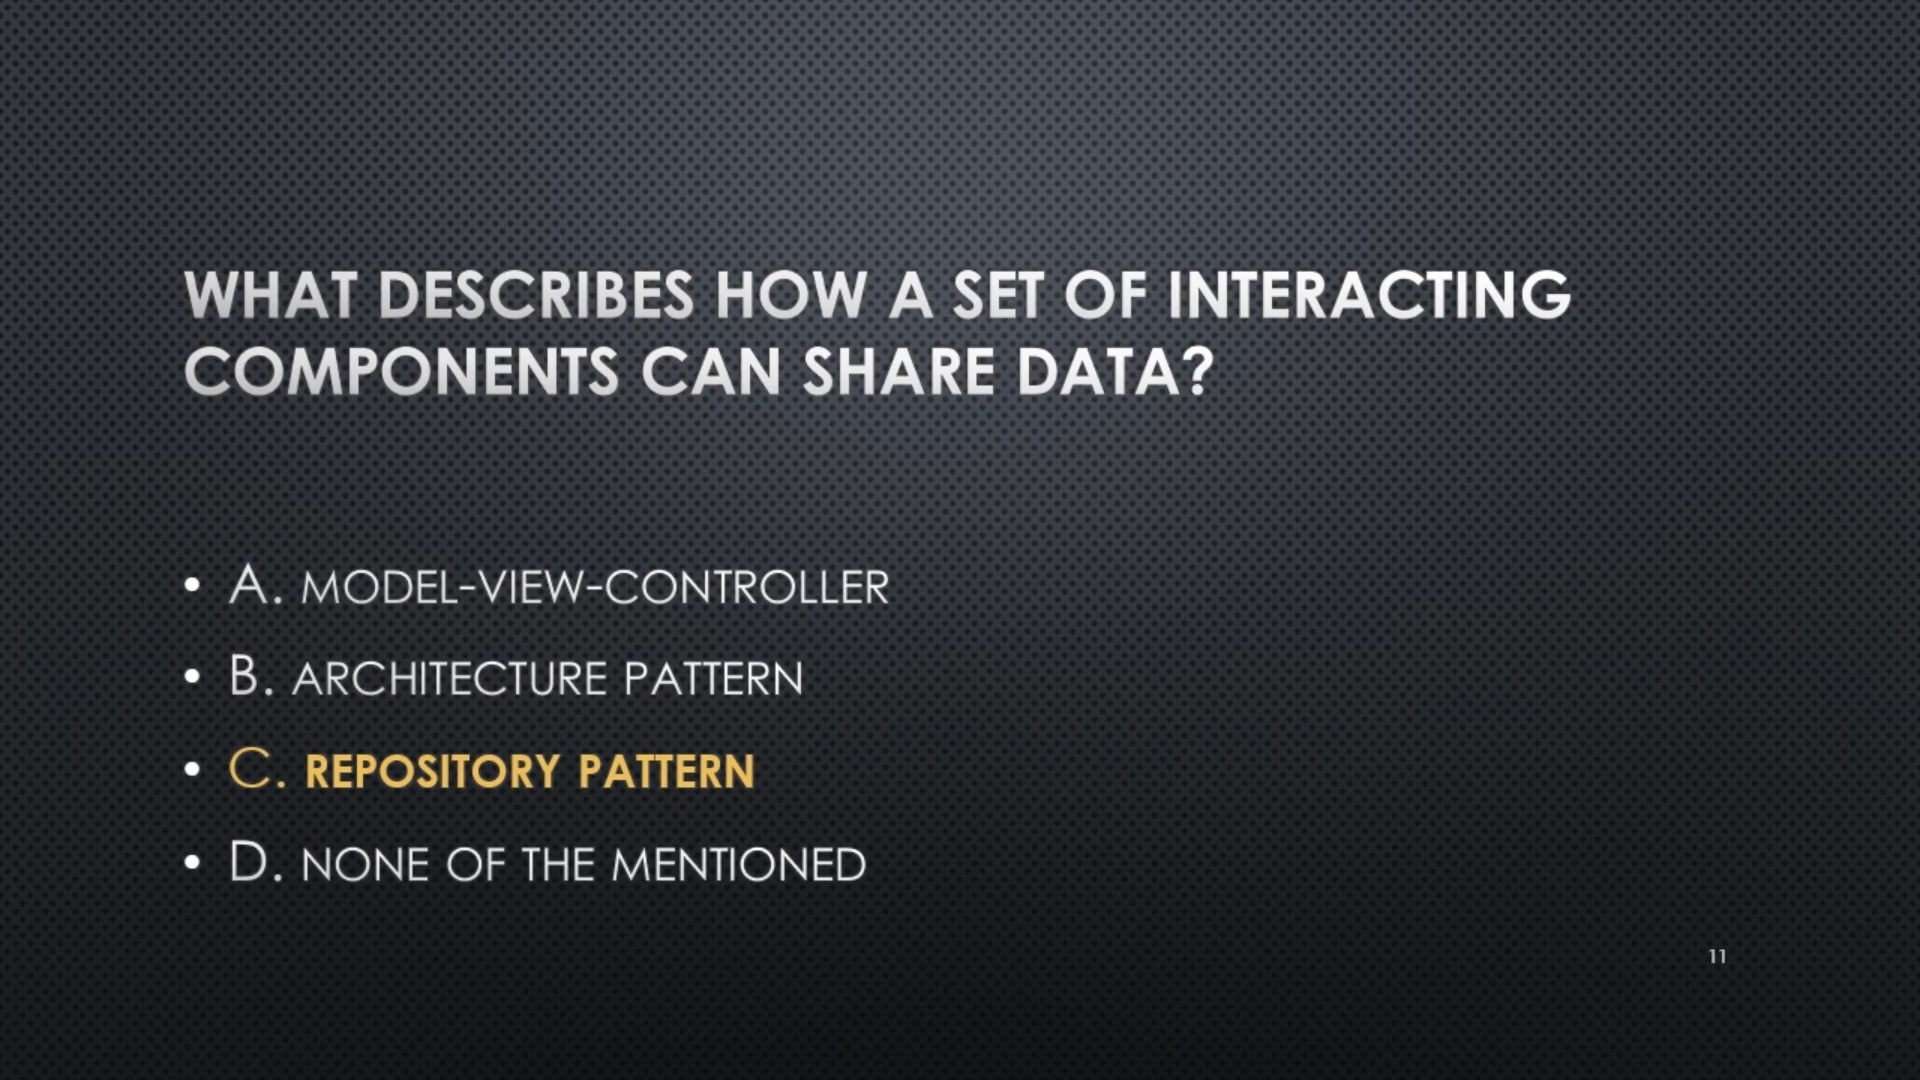 WHAT DESCRIBES HOW A SET OF INTERACTING
COMPONENTS CAN SHARE DATA?
• A. MODEL-VIEW-CONTROLLER
• B. ARCHITECTURE PATTERN
• C. REPOSITORY PATTERN
• D. NONE OF THE MENTIONED
11